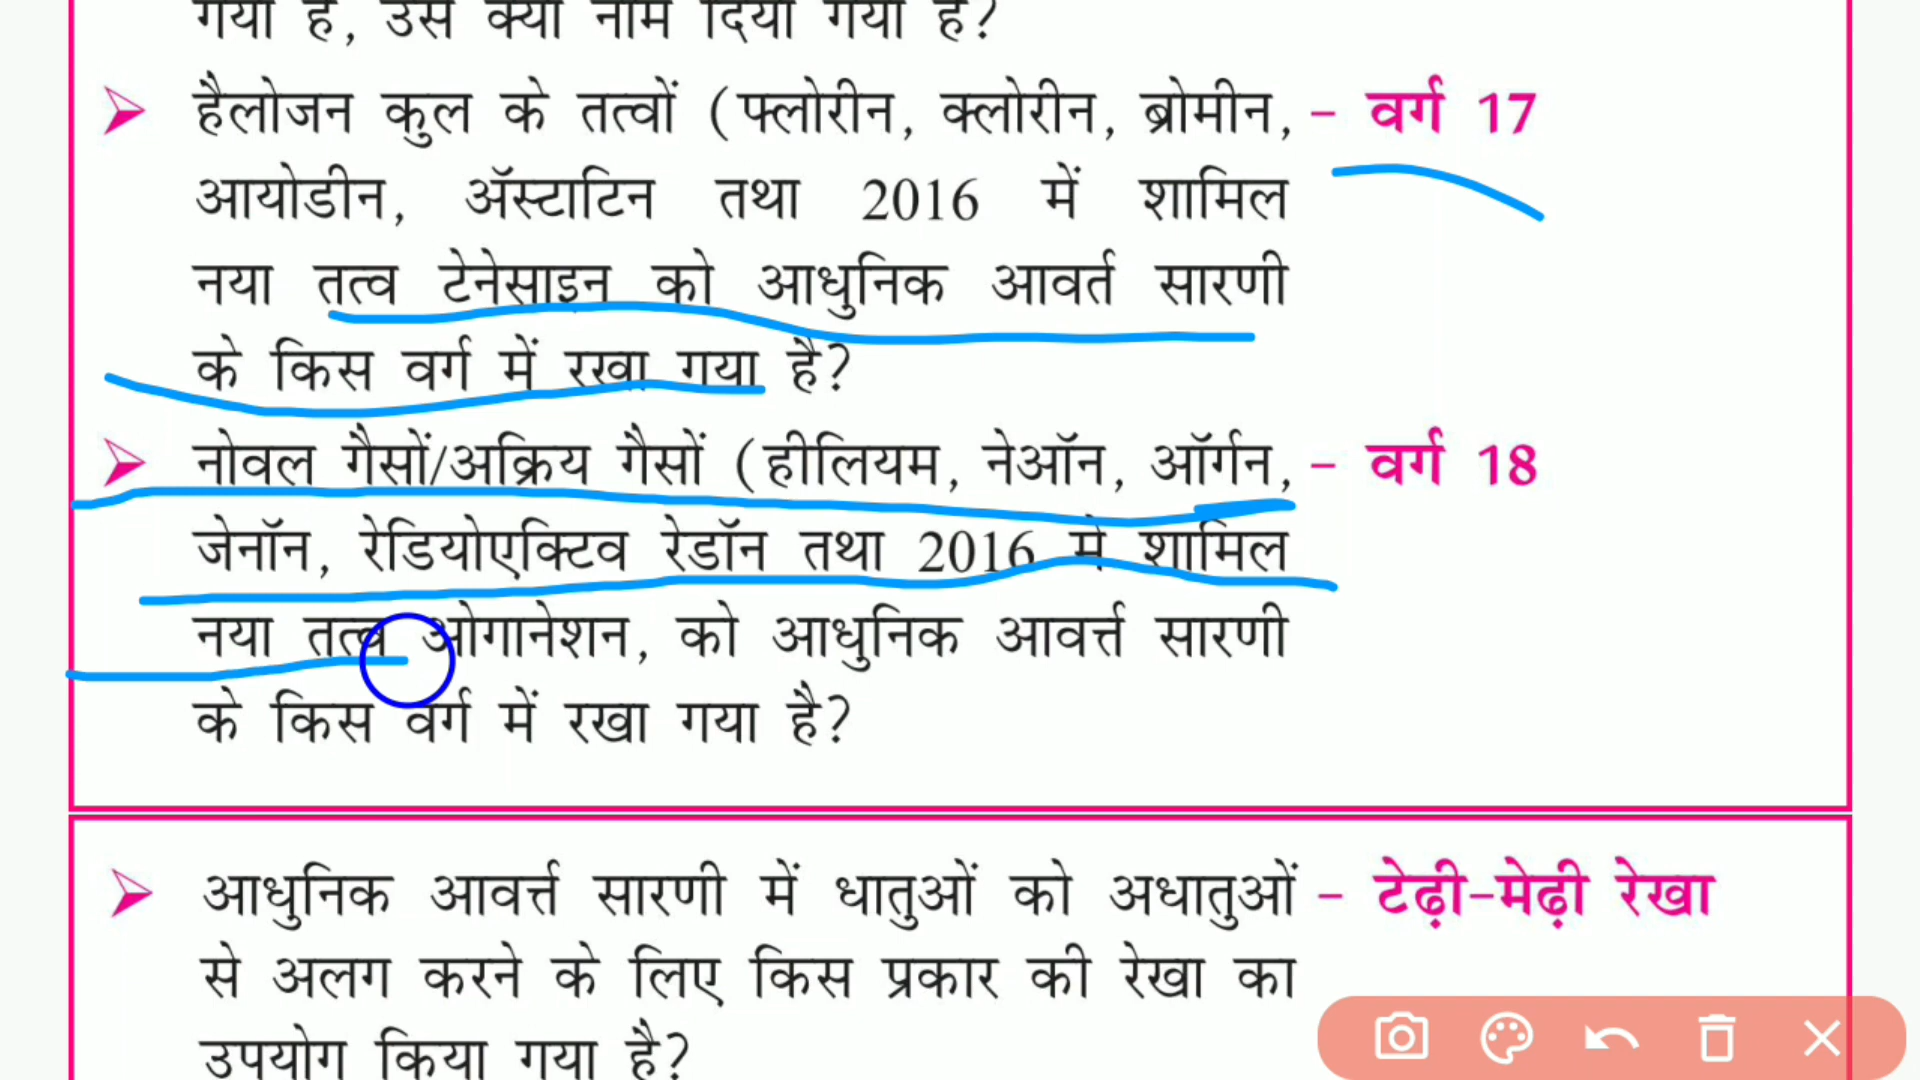 गया है, उसे क्या नाम दिया गया है?
हैलोजन कुल के तत्वों (फ्लोरीन, क्लोरीन, ब्रोमीन, – वर्ग 17
आयोडीन, ॲस्टाटिन तथा 2016 में शामिल
नया तत्व टेनेसाइन को आधुनिक आवर्त सारणी
के किस वर्ग में रखा गया है?
नोवल गैसों/अक्रिय गैसों (हीलियम, नेऑन, ऑर्गन, – वर्ग 18
जेनॉन, रेडियोएक्टिव रेडॉन तथा 2016 में शामिल
नया तत्व ओगानेशन, को आधुनिक आवर्त्त सारणी
के किस वर्ग में रखा गया है?
आधुनिक आवर्त्त सारणी में धातुओं को अधातुओं – टेढ़ी-मेढ़ी रेखा
से अलग करने के लिए किस प्रकार की रेखा का
उपयोग किया गया है?